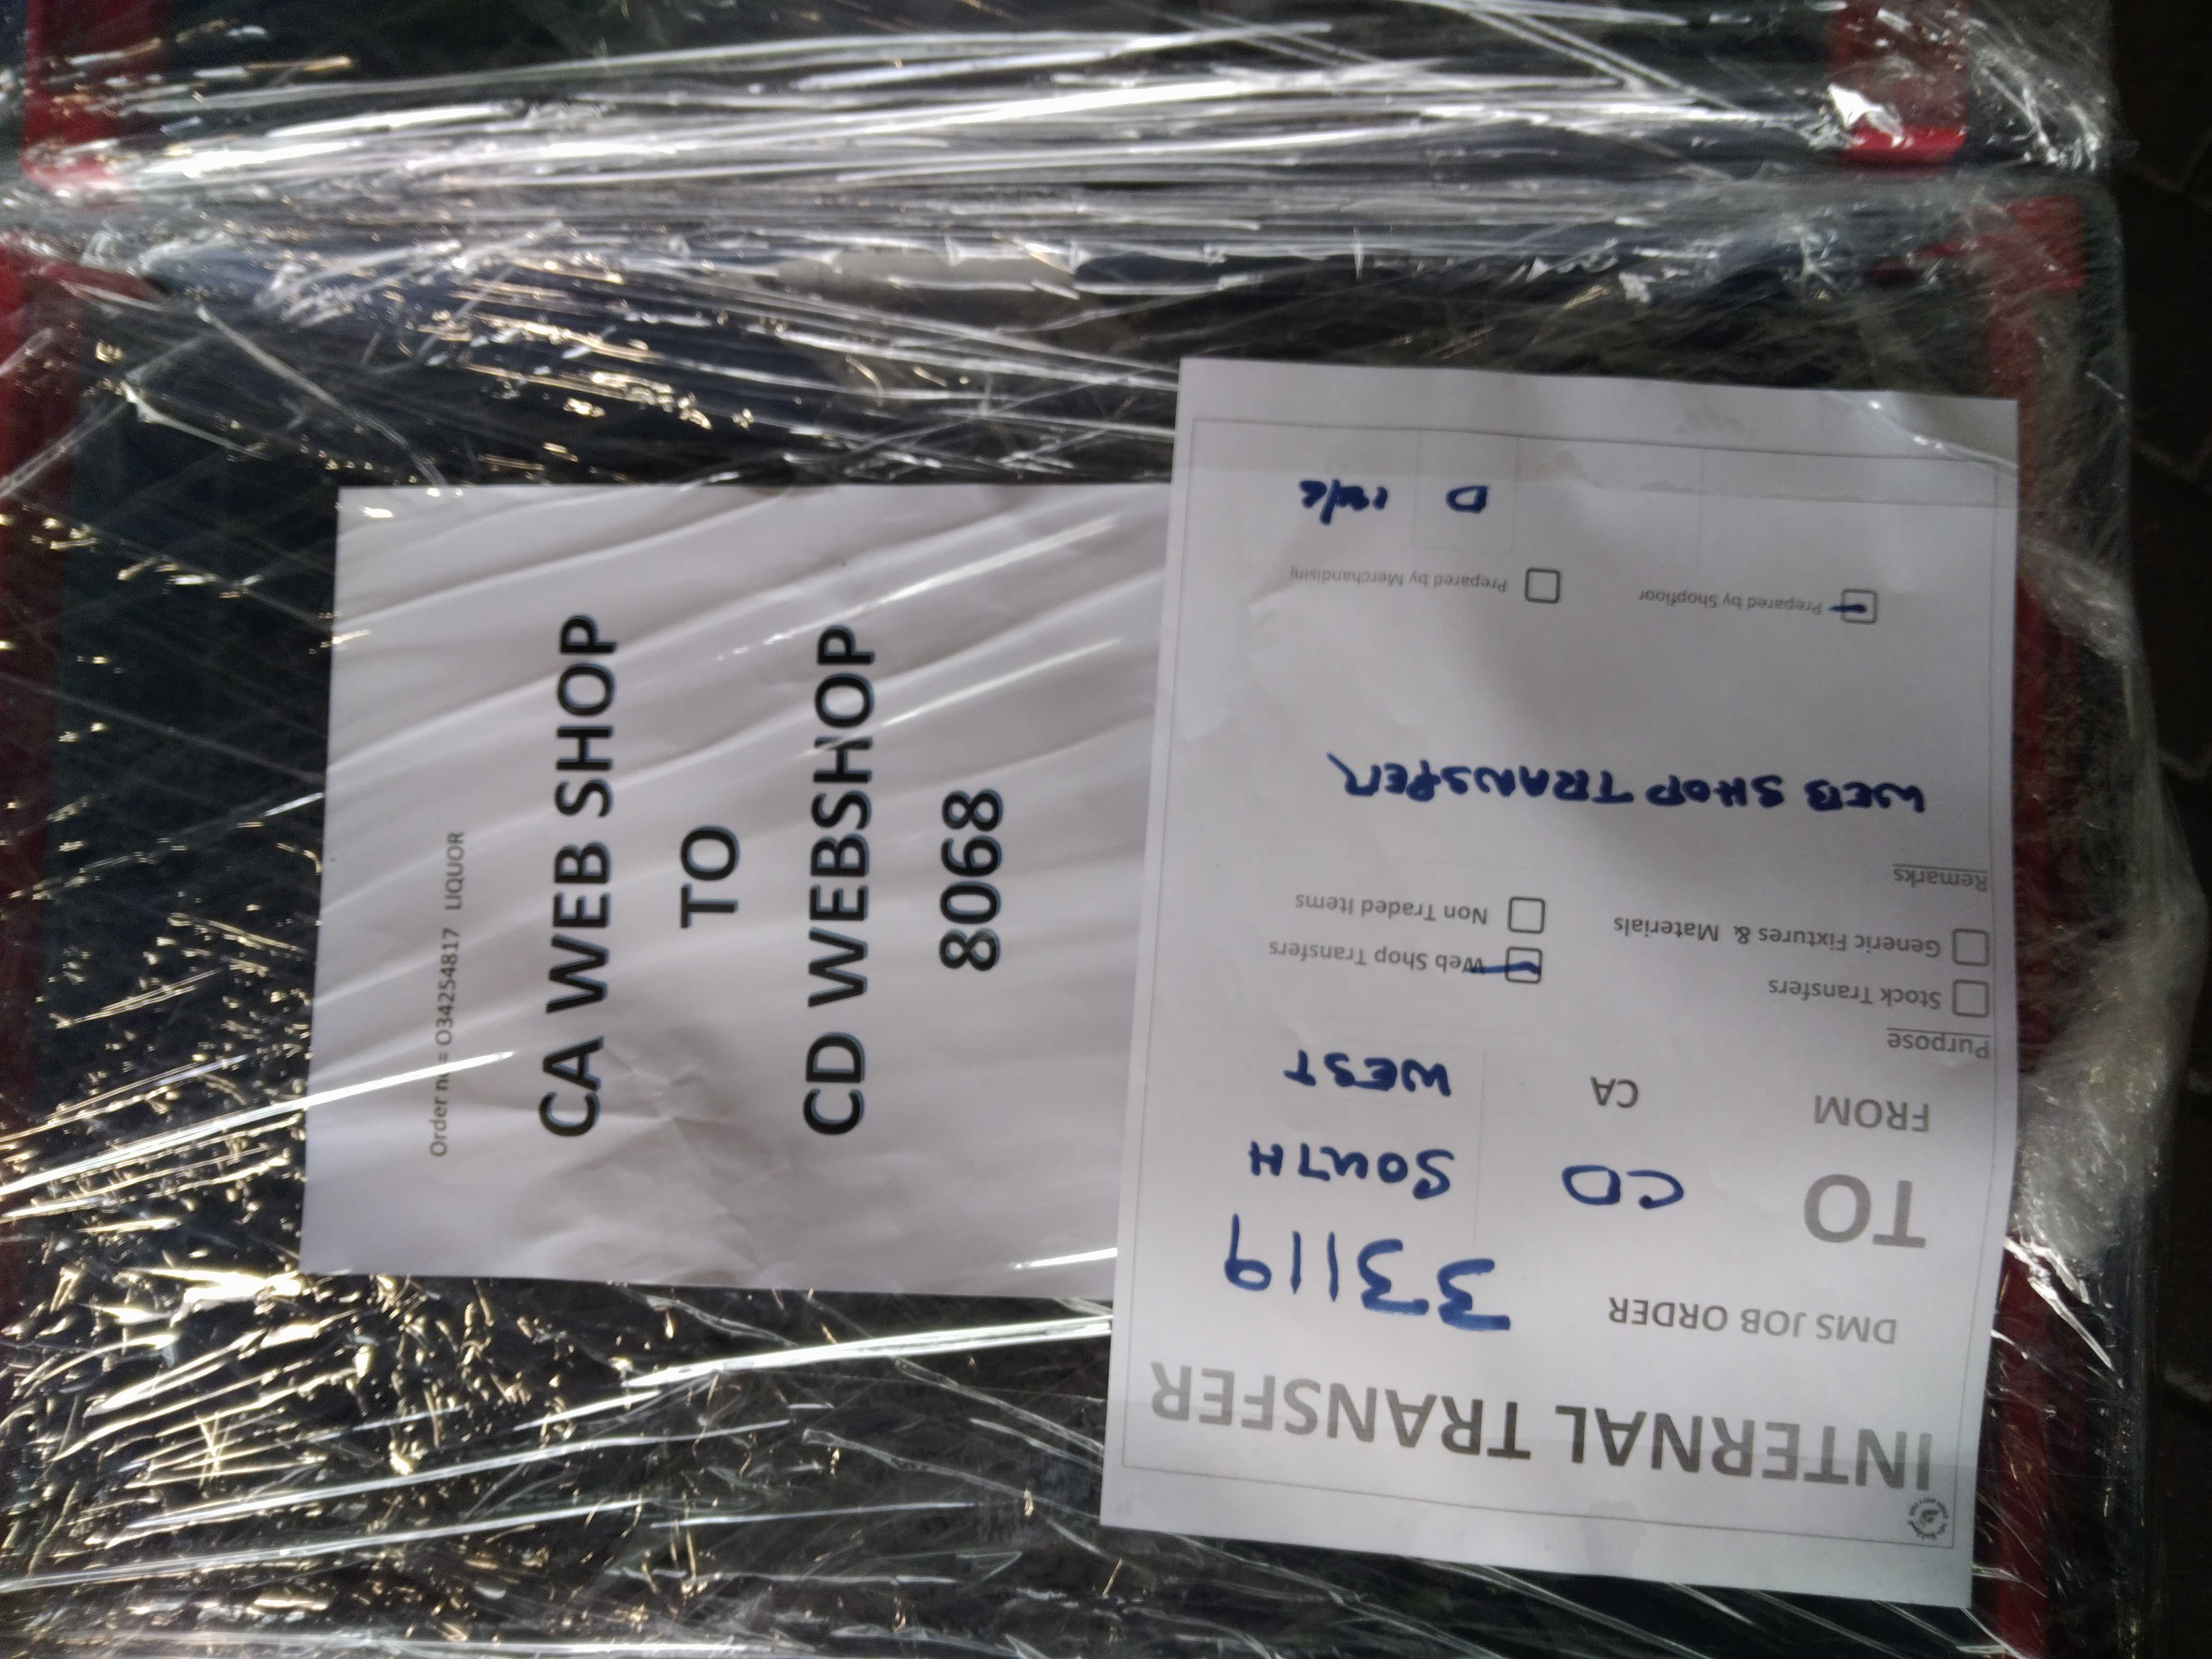 Order no = O34254817 LIQUOR
CA WEB SHOP
TO
CD WEBSHOP
8068
INTERNAL TRANSFER
DMS JOB ORDER 33119
TO CD SOUTH
FROM CA WEST
Purpose
Stock Transfers Web Shop Transfers
Generic Fixtures & Materials Non Traded Items
Remarks
WEB SHOP TRANSFER
Prepared by Shopfloor Prepared by Merchandising
D